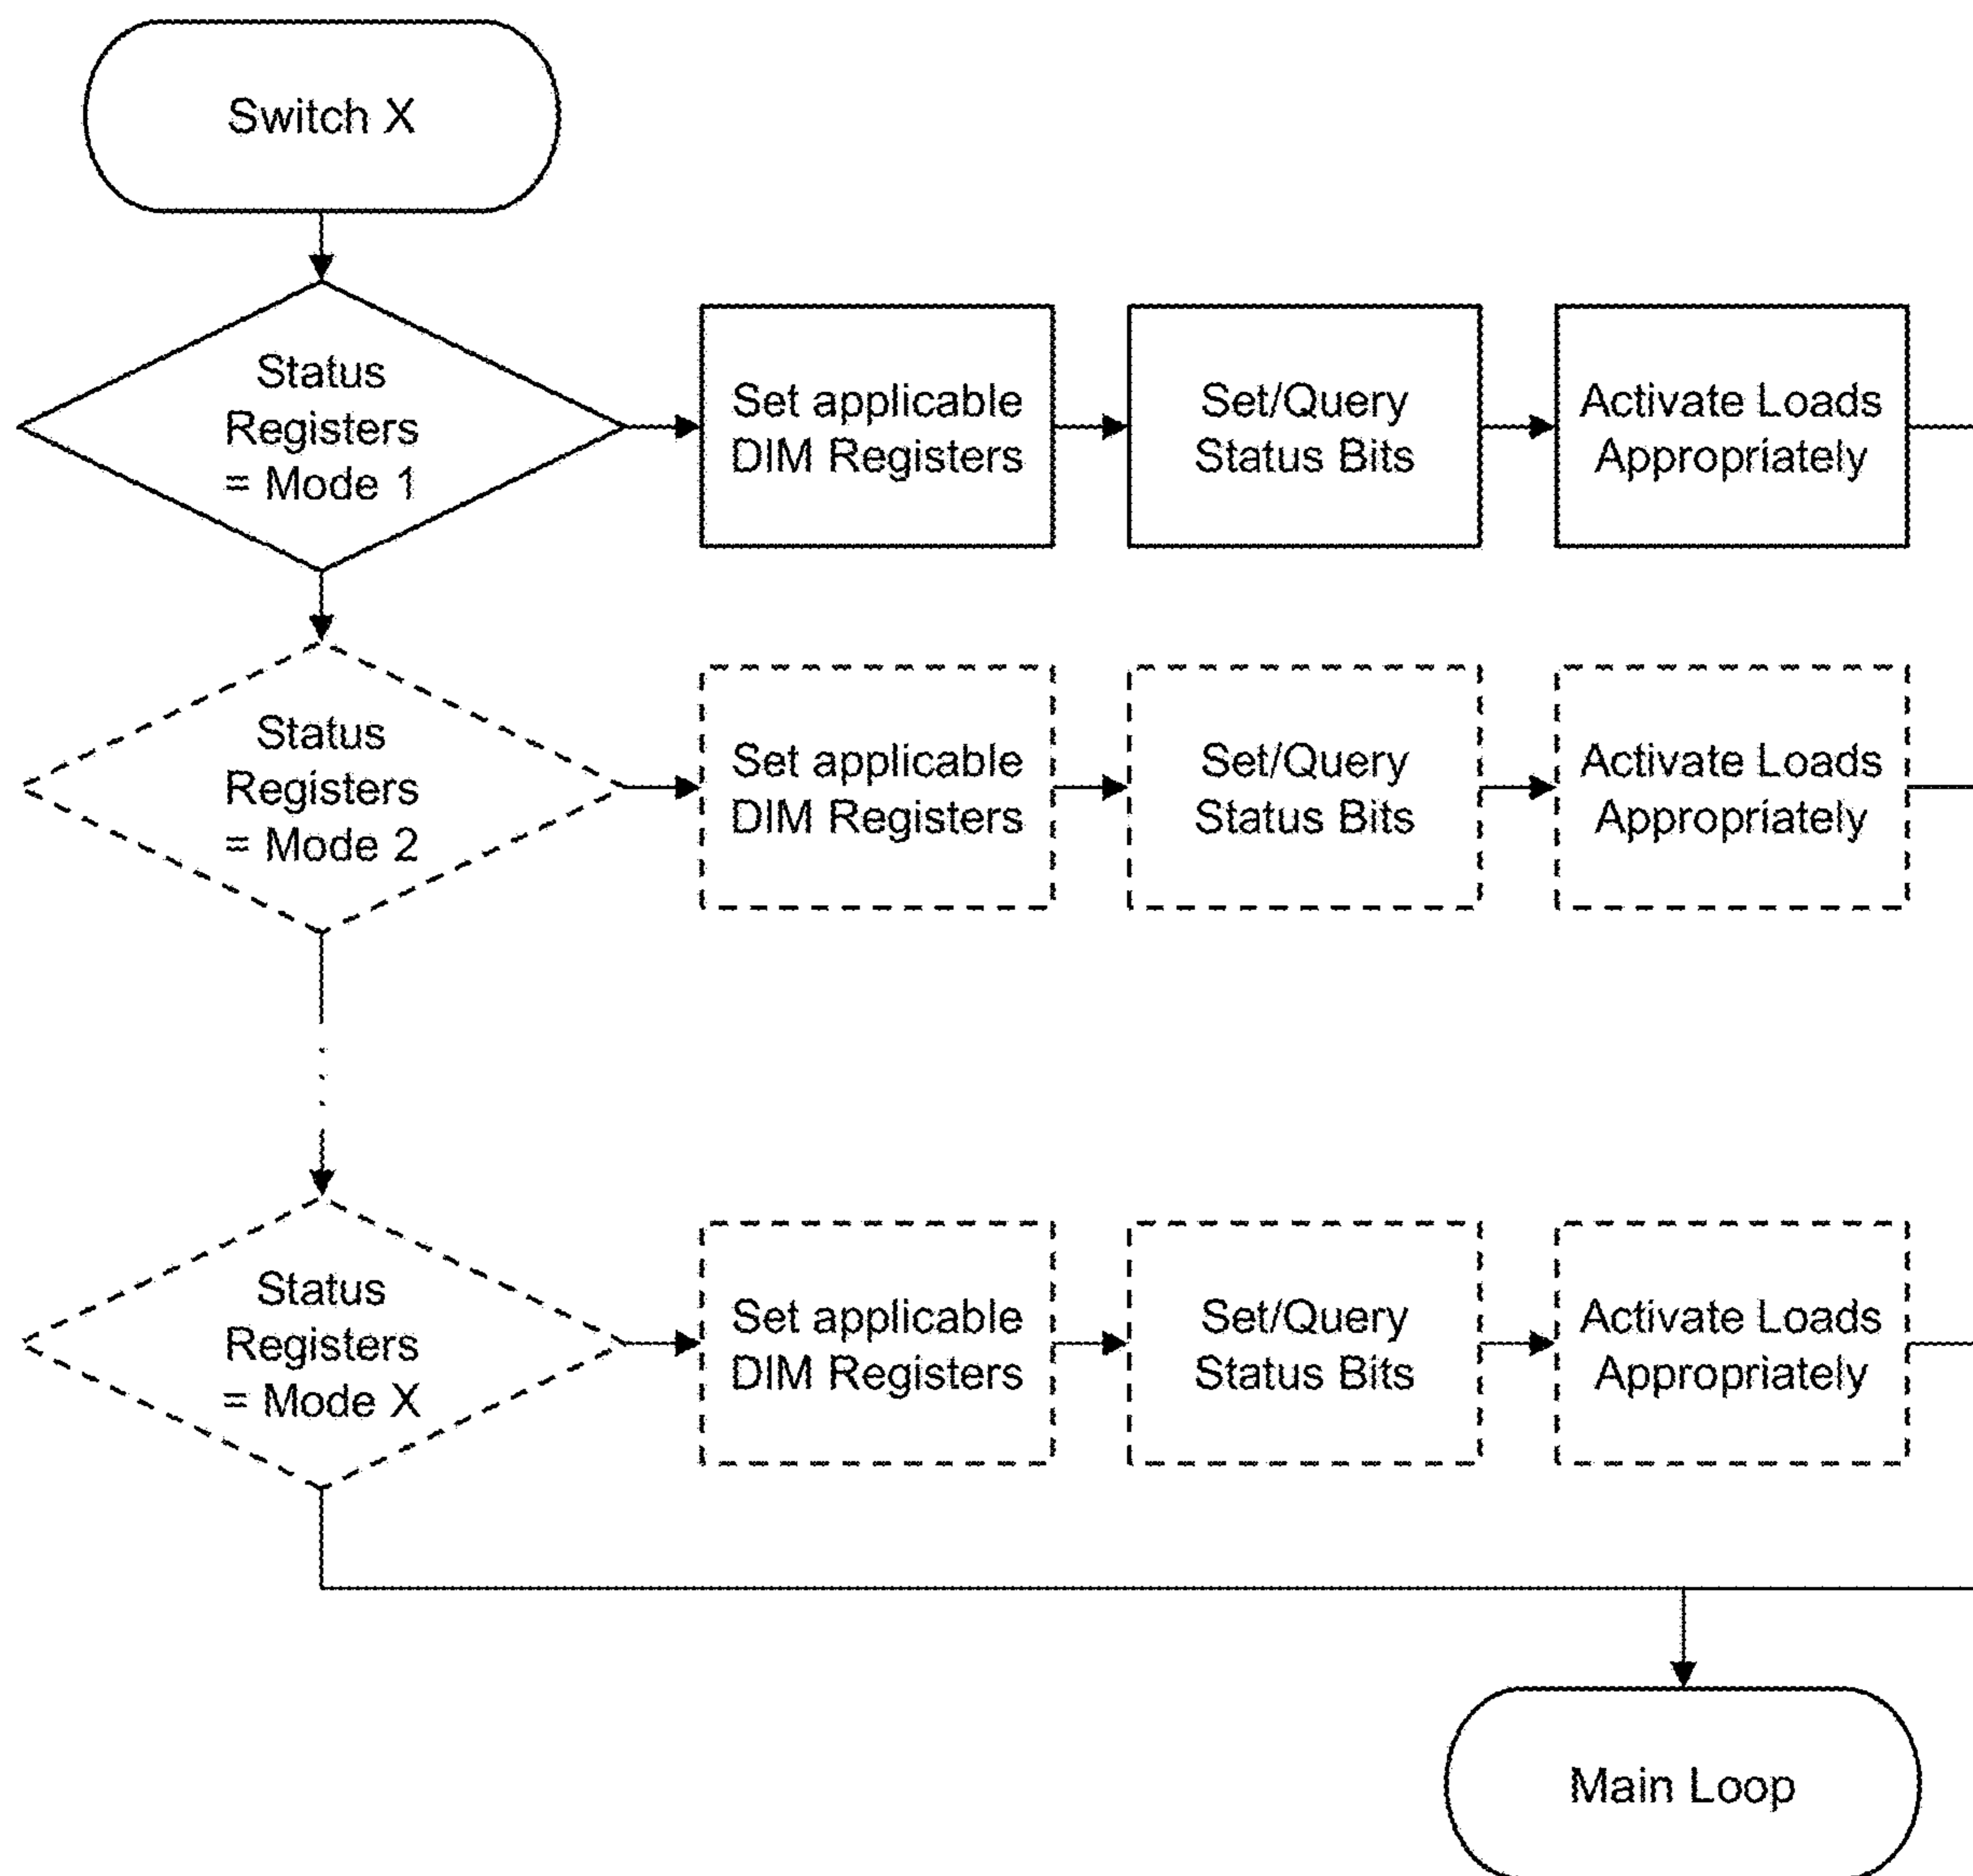 Switch X
Status
Registers
= Mode 1
Set applicable
DIM Registers
Set/Query
Status Bits
Activate Loads
Appropriately
Status
Registers
= Mode 2
Set applicable
DIM Registers
Set/Query
Status Bits
Activate Loads
Appropriately
Status
Registers
= Mode X
Set applicable
DIM Registers
Set/Query
Status Bits
Activate Loads
Appropriately
Main Loop